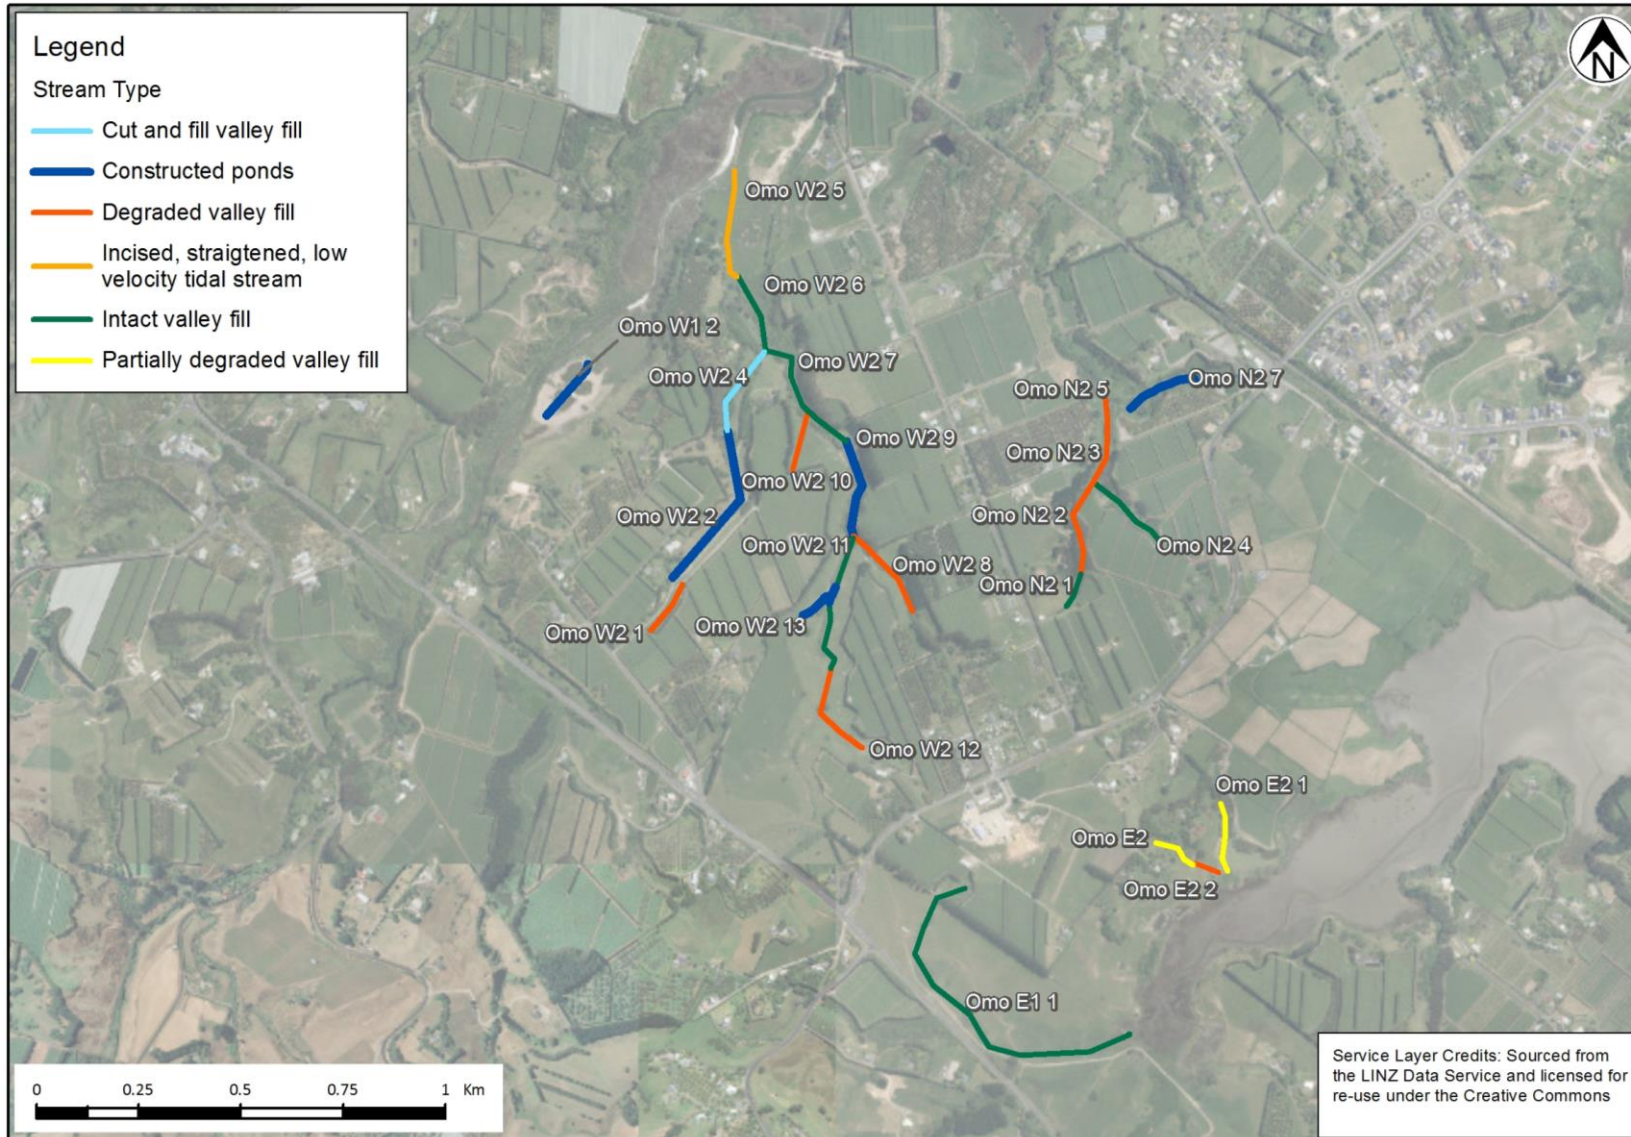 Legend
Stream Type
Cut and fill valley fill
Constructed ponds
Degraded valley fill
Incised, straigtened, low
velocity tidal stream
Intact valley fill
Partially degraded valley fill
N
Omo W2 5
Omo W2 6
Omo W1 2
Omo W2 7
Omo W2 4
Omo N2 5
Omo N2 7
Omo W2 9
Omo N2 3
Omo W2 10
Omo W2 2
Omo N2 2
Omo W2 11
Omo N2 4
Omo W2 8
Omo N2 1
Omo W2 13
Omo W2 1
Omo W2 12
Omo E2 1
Omo E2
Omo E2 2
Omo E1 1
0 0.25 0.5 0.75 1 Km
Service Layer Credits: Sourced from
the LINZ Data Service and licensed for
re-use under the Creative Commons